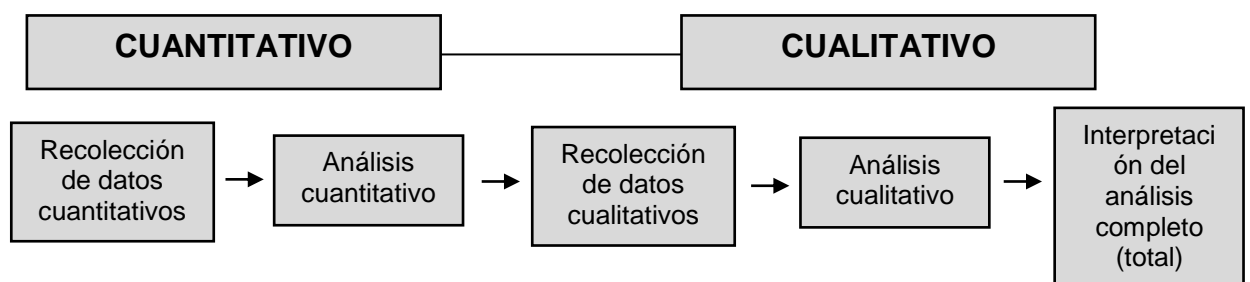 CUANTITATIVO
CUALITATIVO
Recolección
de datos
cuantitativos
Análisis
cuantitativo
Recolección
de datos
cualitativos
Análisis
cualitativo
Interpretaci
ón del
análisis
completo
(total)